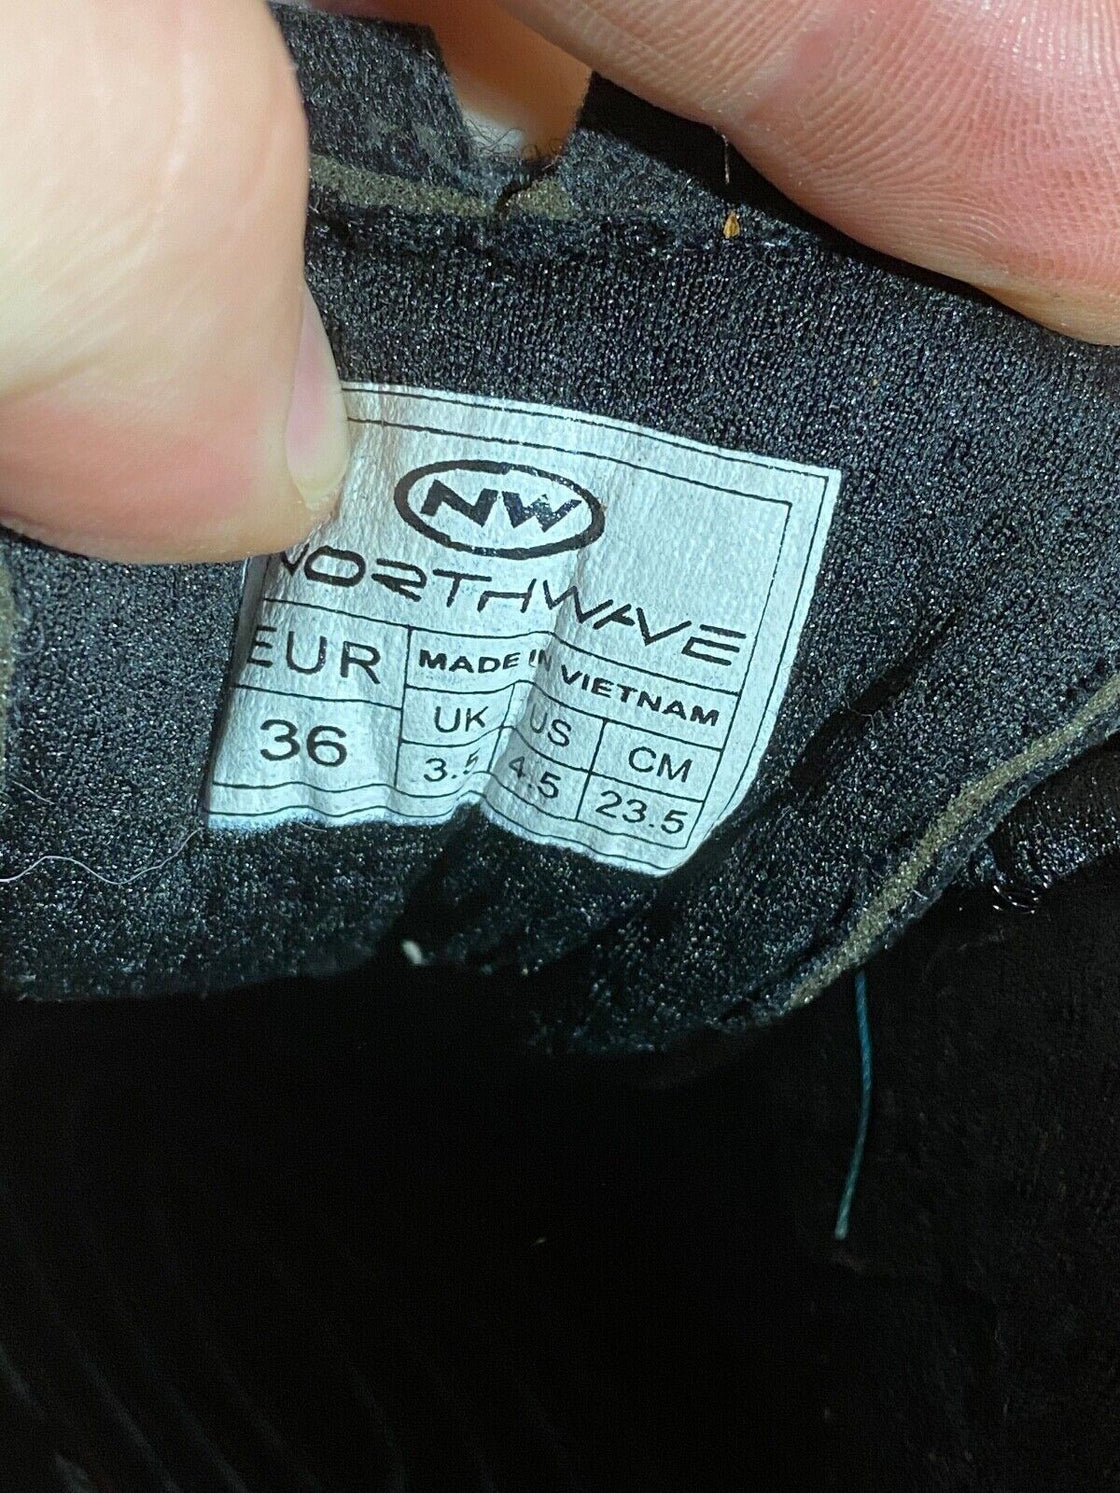 NW
NORTHWAVE
EUR MADE IN VIETNAM
UK US CM
36 3.5 4.5 23.5